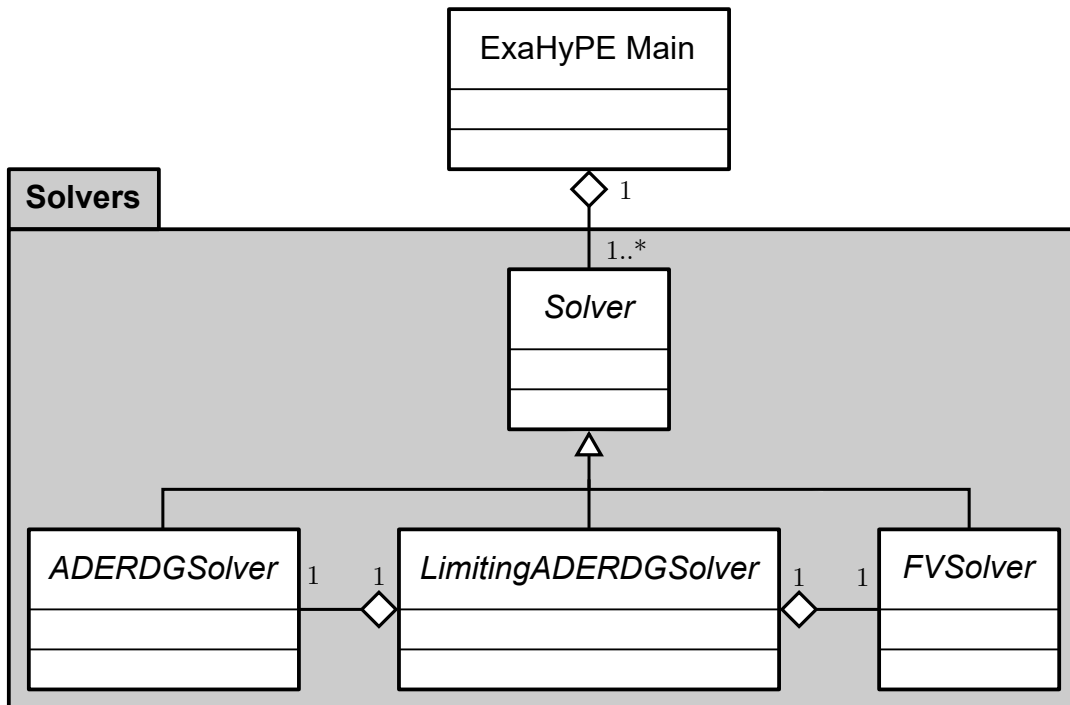 ExaHyPE Main
1
Solvers
1..*
Solver
ADERDGSolver
1
1
LimitingADERDGSolver
1
1
FVSolver